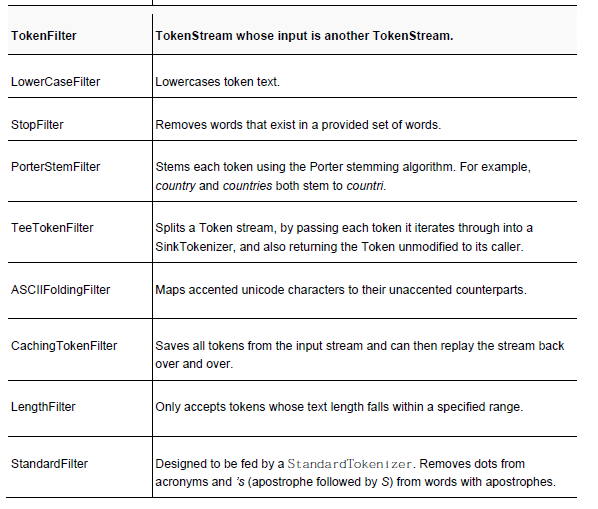 TokenFilter TokenStream whose input is another TokenStream.
LowerCaseFilter Lowercases token text.
StopFilter Removes words that exist in a provided set of words.
PorterStemFilter Stems each token using the Porter stemming algorithm. For example,
country and countries both stem to countri.
TeeTokenFilter Splits a Token stream, by passing each token it iterates through into a
SinkTokenizer, and also returning the Token unmodified to its caller.
ASCIIFoldingFilter Maps accented unicode characters to their unaccented counterparts.
CachingTokenFilter Saves all tokens from the input stream and can then replay the stream back
over and over.
LengthFilter Only accepts tokens whose text length falls within a specified range.
StandardFilter Designed to be fed by a StandardTokenizer. Removes dots from
acronyms and 's (apostrophe followed by S) from words with apostrophes.